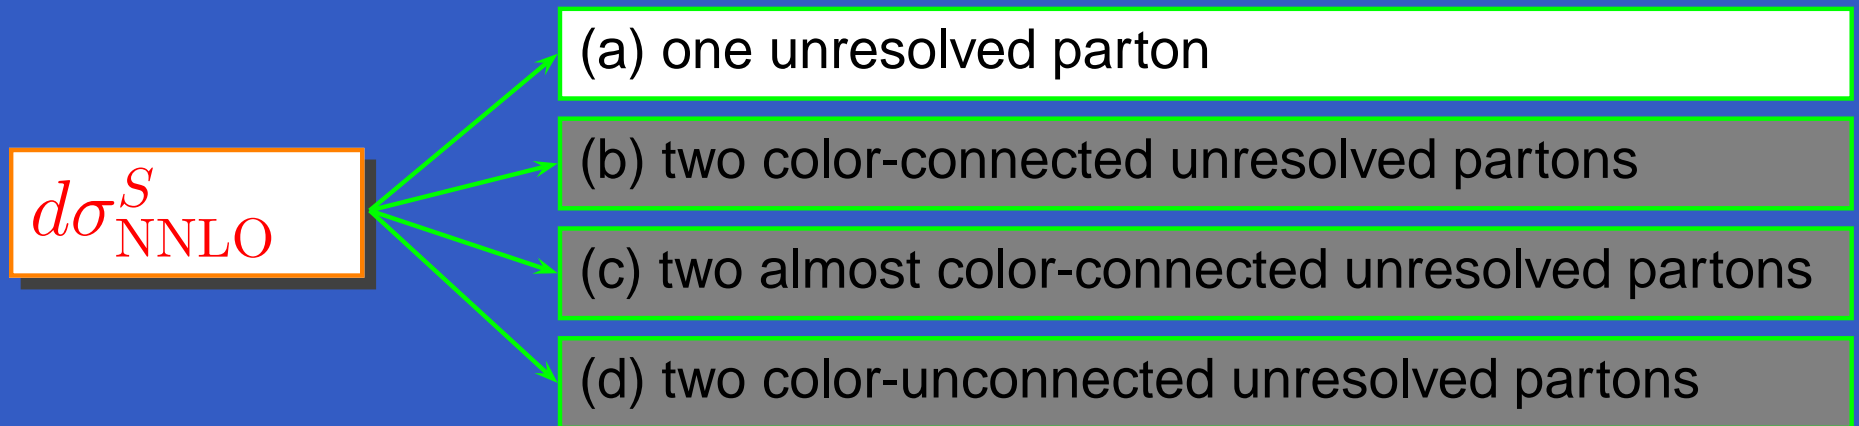 (a) one unresolved parton
(b) two color-connected unresolved partons
dσ^S_NNLO
(c) two almost color-connected unresolved partons
(d) two color-unconnected unresolved partons